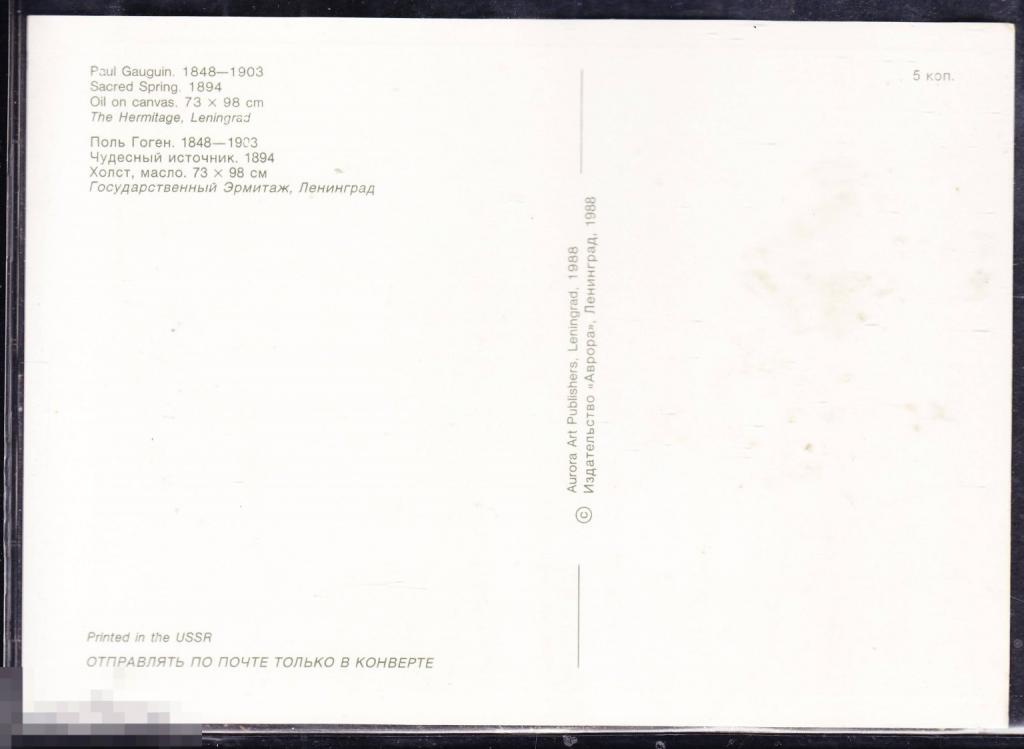 Paul Gauguin. 1848—1903
Sacred Spring. 1894
Oil on canvas. 73 × 98 cm
The Hermitage, Leningrad
Поль Гоген. 1848—1903
Чудесный источник. 1894
Холст, масло. 73 × 98 см
Государственный Эрмитаж, Ленинград
5 коп.
© Aurora Art Publishers, Leningrad, 1988
Издательство «Аврора», Ленинград, 1988
Printed in the USSR
ОТПРАВЛЯТЬ ПО ПОЧТЕ ТОЛЬКО В КОНВЕРТЕ